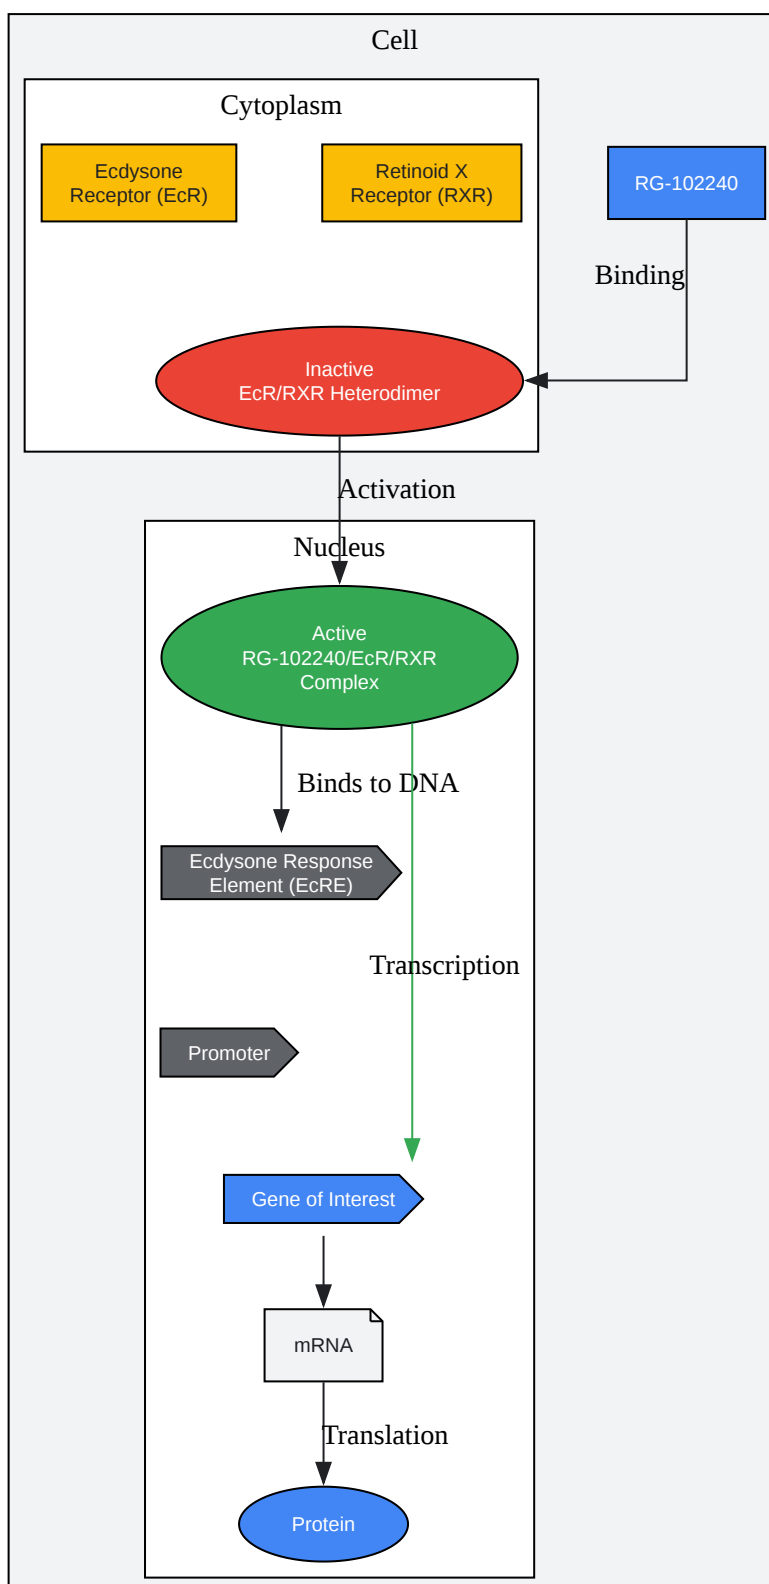 Cell
Cytoplasm
Ecdysone
Receptor (EcR)
Retinoid X
Receptor (RXR)
RG-102240
Binding
Inactive
EcR/RXR Heterodimer
Activation
Nucleus
Active
RG-102240/EcR/RXR
Complex
Binds to DNA
Ecdysone Response
Element (EcRE)
Transcription
Promoter
Gene of Interest
mRNA
Translation
Protein